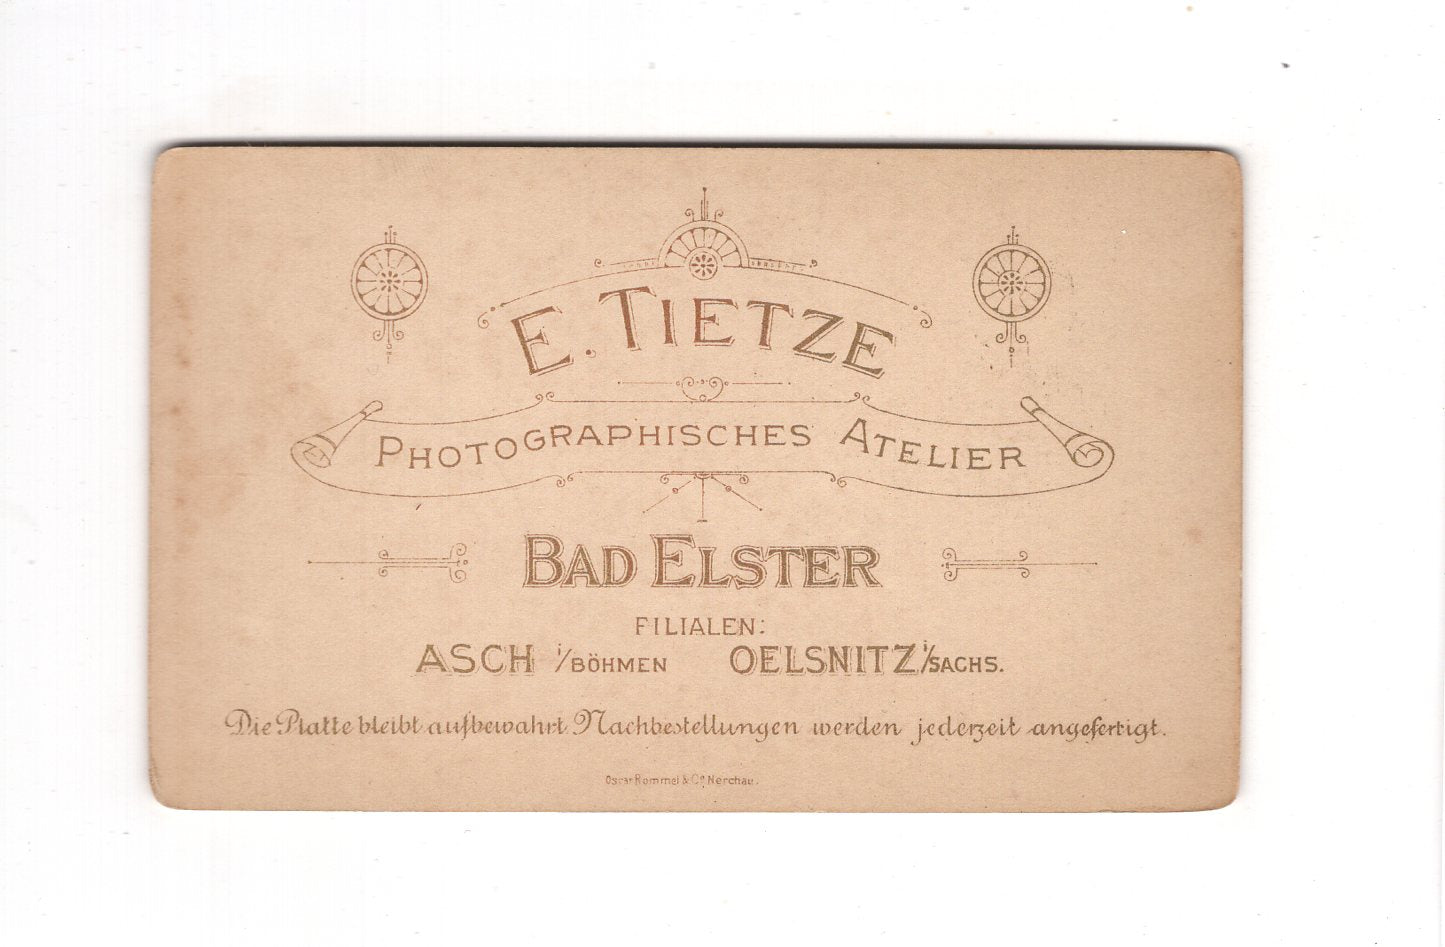 E. TIETZE
PHOTOGRAPHISCHES ATELIER
BAD ELSTER
FILIALEN:
ASCH i/BÖHMEN OELSNITZ i/SACHS.
Die Platte bleibt aufbewahrt Nachbestellungen werden jederzeit angefertigt.
Oscar Rommel & Co Nerchau.